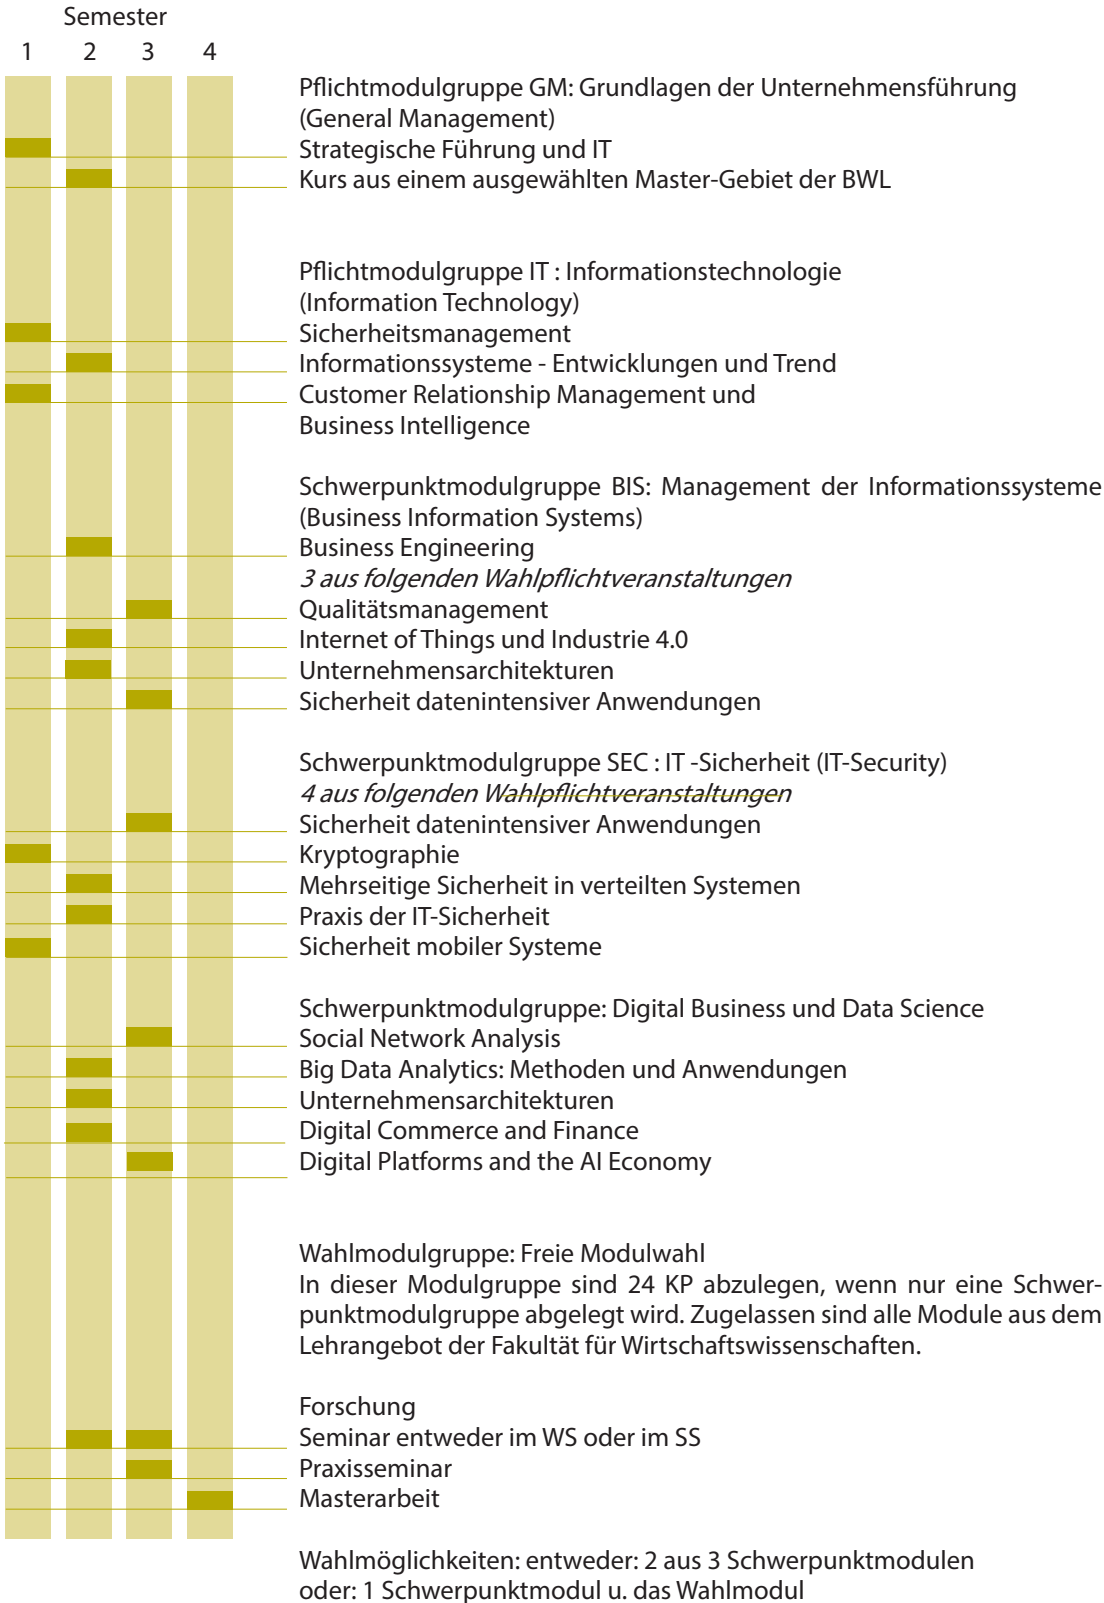 Semester
1 2 3 4
Pflichtmodulgruppe GM: Grundlagen der Unternehmensführung
(General Management)
Strategische Führung und IT
Kurs aus einem ausgewählten Master-Gebiet der BWL
Pflichtmodulgruppe IT : Informationstechnologie
(Information Technology)
Sicherheitsmanagement
Informationssysteme - Entwicklungen und Trend
Customer Relationship Management und
Business Intelligence
Schwerpunktmodulgruppe BIS: Management der Informationssysteme
(Business Information Systems)
Business Engineering
3 aus folgenden Wahlpflichtveranstaltungen
Qualitätsmanagement
Internet of Things und Industrie 4.0
Unternehmensarchitekturen
Sicherheit datenintensiver Anwendungen
Schwerpunktmodulgruppe SEC : IT -Sicherheit (IT-Security)
4 aus folgenden Wahlpflichtveranstaltungen
Sicherheit datenintensiver Anwendungen
Kryptographie
Mehrseitige Sicherheit in verteilten Systemen
Praxis der IT-Sicherheit
Sicherheit mobiler Systeme
Schwerpunktmodulgruppe: Digital Business und Data Science
Social Network Analysis
Big Data Analytics: Methoden und Anwendungen
Unternehmensarchitekturen
Digital Commerce and Finance
Digital Platforms and the AI Economy
Wahlmodulgruppe: Freie Modulwahl
In dieser Modulgruppe sind 24 KP abzulegen, wenn nur eine Schwer-
punktmodulgruppe abgelegt wird. Zugelassen sind alle Module aus dem
Lehrangebot der Fakultät für Wirtschaftswissenschaften.
Forschung
Seminar entweder im WS oder im SS
Praxisseminar
Masterarbeit
Wahlmöglichkeiten: entweder: 2 aus 3 Schwerpunktmodulen
oder: 1 Schwerpunktmodul u. das Wahlmodul